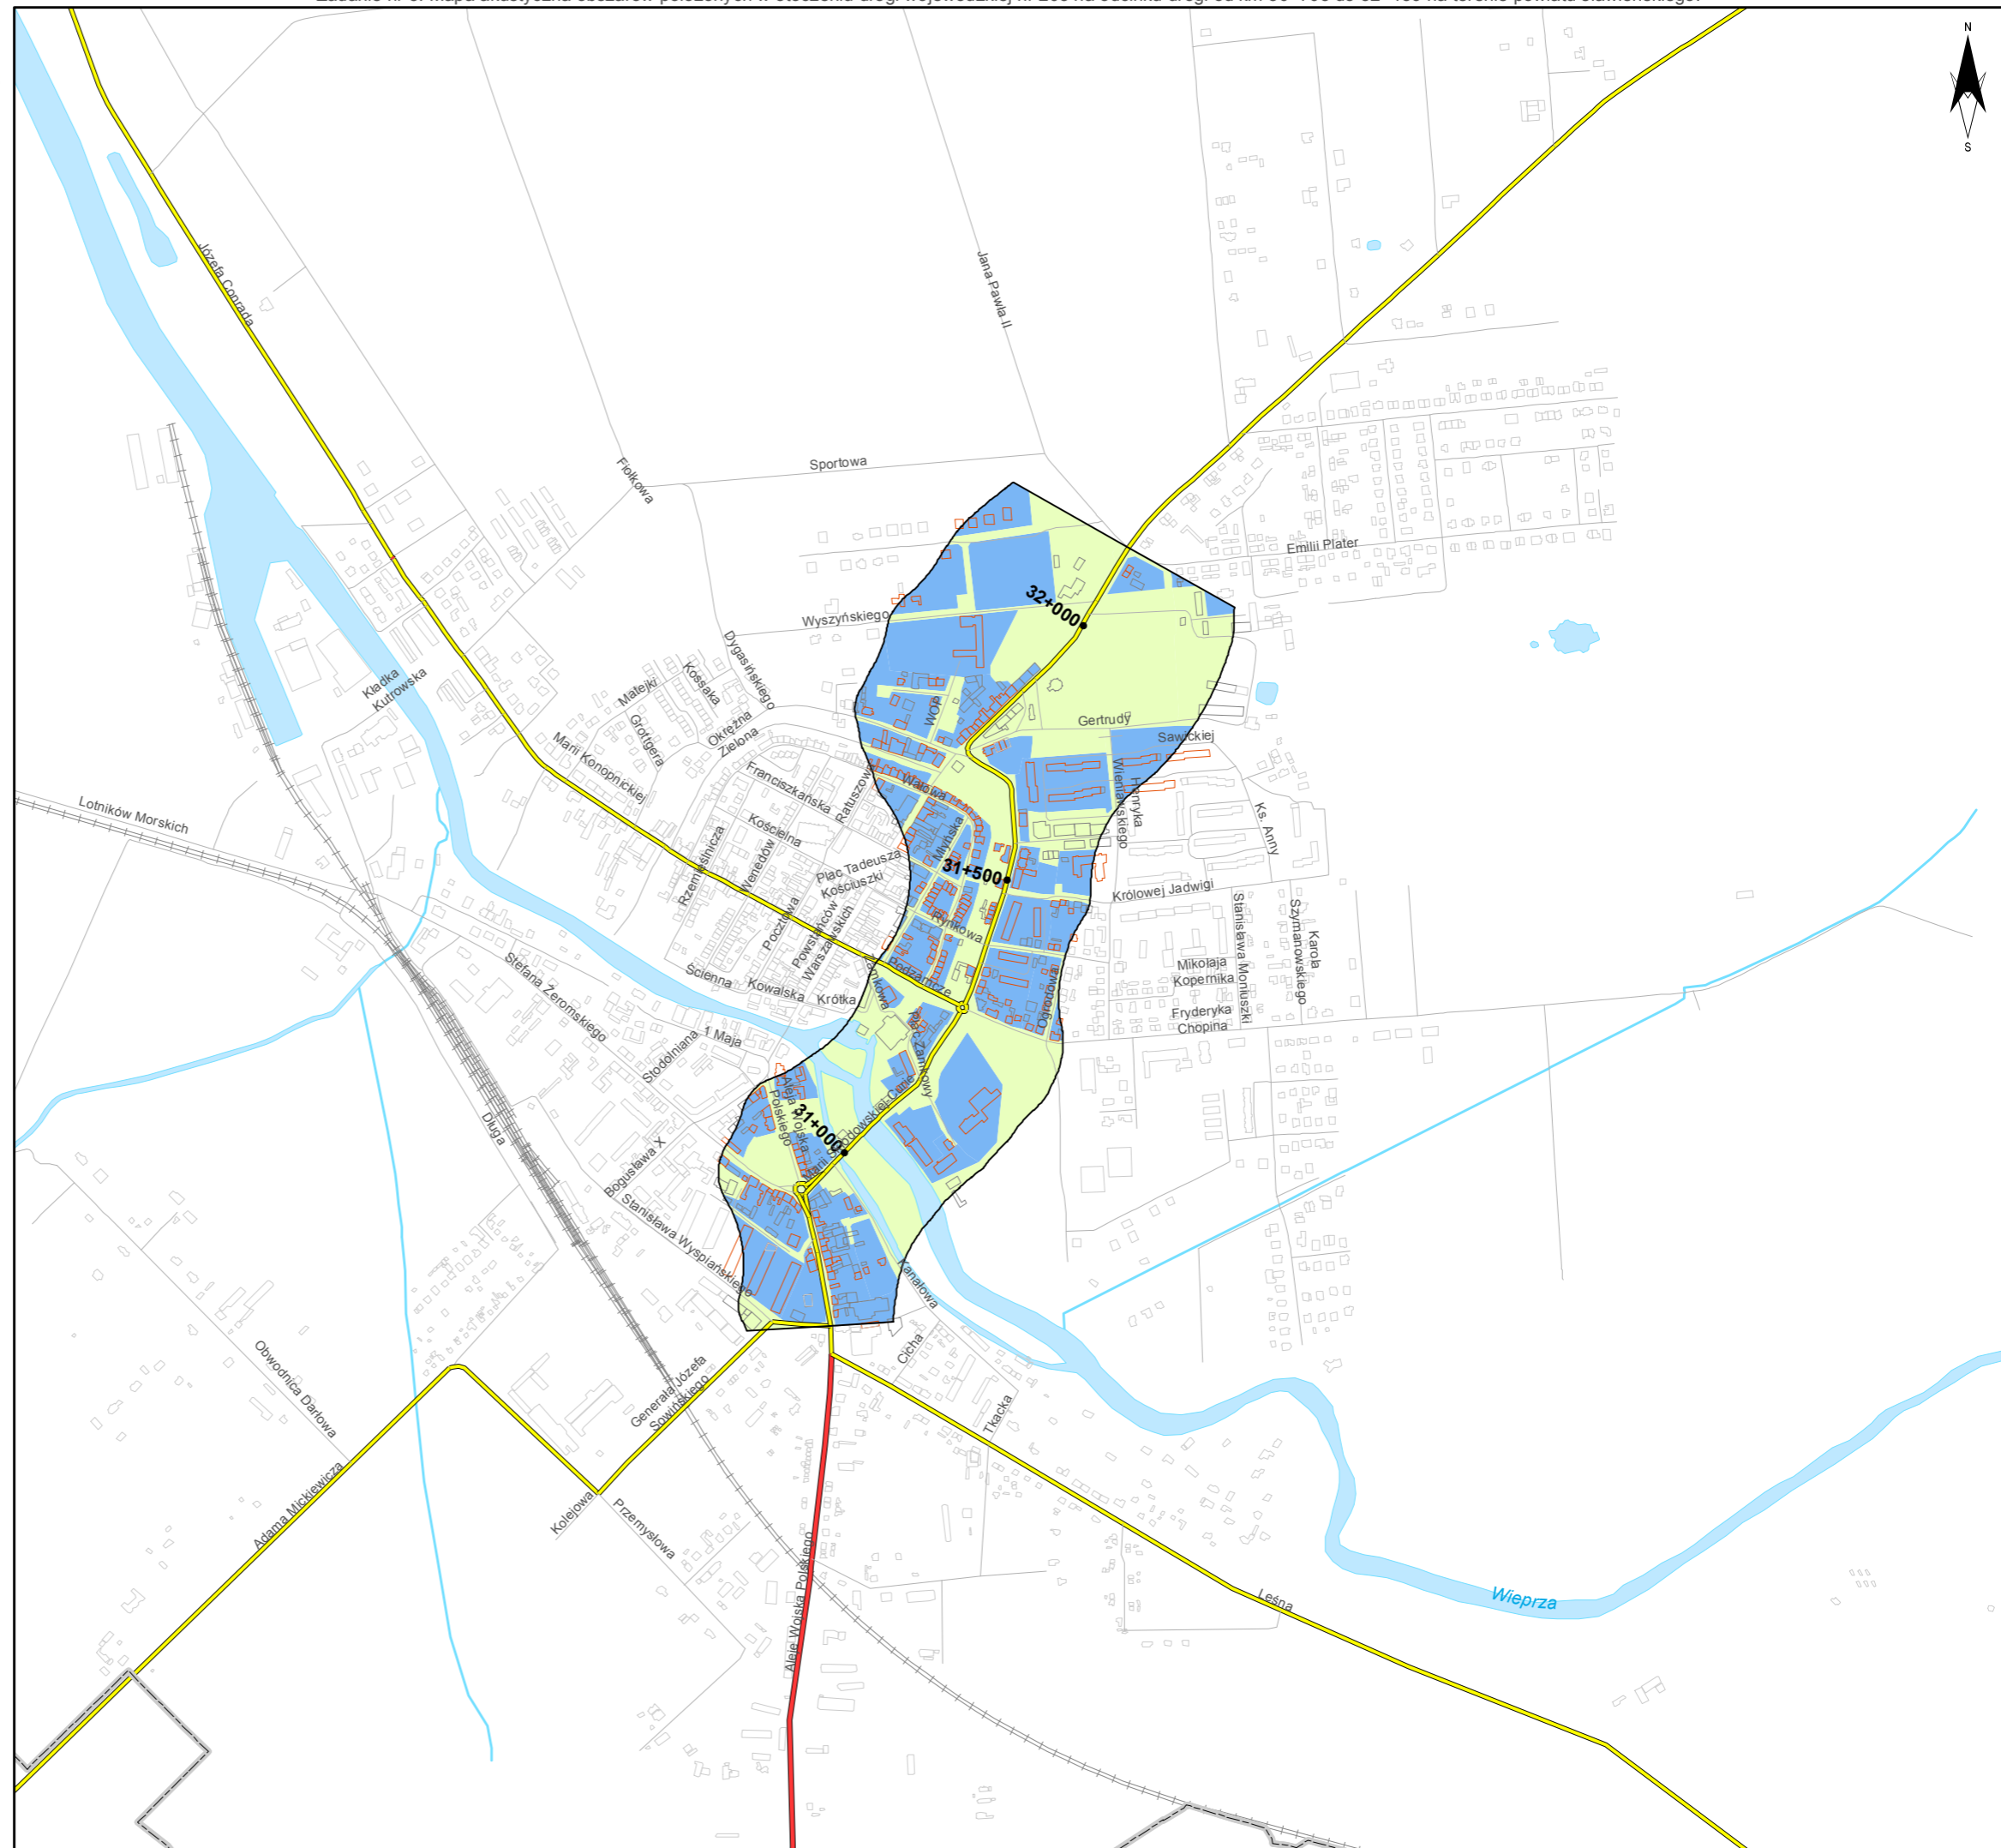 N
S
Józefa Conrada
Jana Pawła II
Sportowa
Fiołkowa
Emilii Plater
32+000
Wyszyńskiego
Dygasińskiego
Kossaka
Matejki
Kładka
Kutrowska
Grottgera
Okrężna
Zielona
WOP
Gertrudy
Sawickiej
Marii Konopnickiej
Franciszkańska
Ratuszowa
Wałowa
Wieniawskiego
Henryka
Lotników Morskich
Kościelna
Młyńska
Ks. Anny
Rzemieślnicza
Wenedów
Plac Tadeusza
Kościuszki
31+500
Królowej Jadwigi
Pocztowa
Powstańców
Warszawskich
Rynkowa
Stanisława Moniuszki
Szymanowskiego
Karola
Stefana Żeromskiego
Ścienna
Kowalska
Krótka
Podzamcze
Ogrodowa
Mikołaja
Kopernika
Fryderyka
Chopina
1 Maja
Stodolniana
Plac Zamkowy
Aleja Wojska
Polskiego
31+000
Długa
Bogusława X
Stanisława Wyspiańskiego
Kanałowa
Cicha
Obwodnica Darłowa
Generała Józefa
Sowińskiego
Tkacka
Adama Mickiewicza
Kolejowa
Przemysłowa
Aleje Wojska Polskiego
Leśna
Wieprza